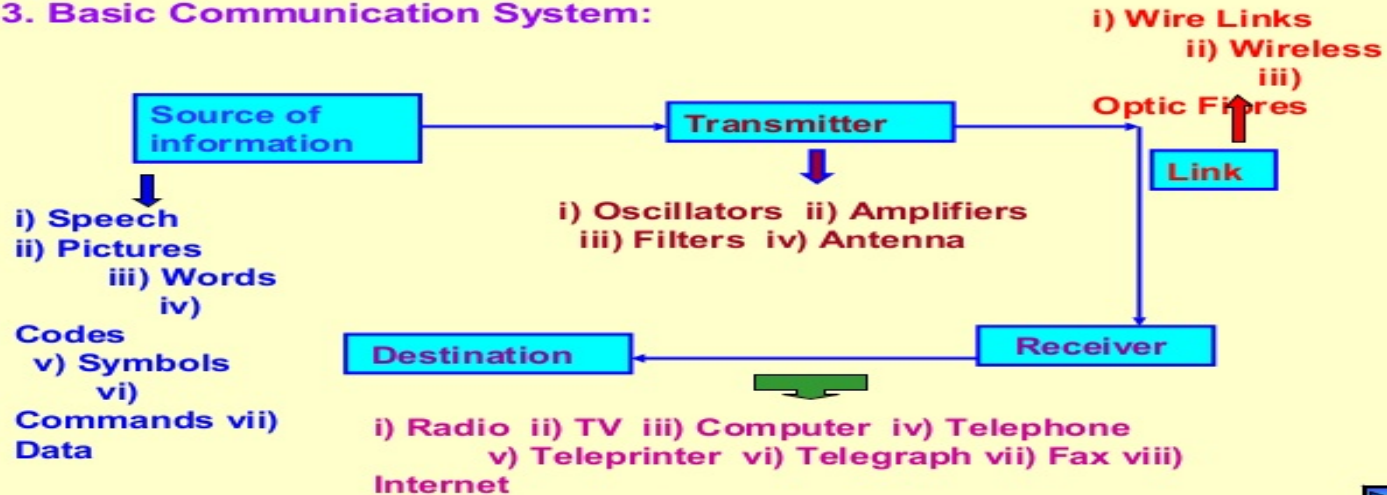 3. Basic Communication System:
i) Wire Links
ii) Wireless
iii)
Optic Fibres
Source of
information
Transmitter
Link
i) Speech
ii) Pictures
iii) Words
iv)
Codes
v) Symbols
vi)
Commands vii)
Data
i) Oscillators ii) Amplifiers
iii) Filters iv) Antenna
Receiver
Destination
i) Radio ii) TV iii) Computer iv) Telephone
v) Teleprinter vi) Telegraph vii) Fax viii)
Internet